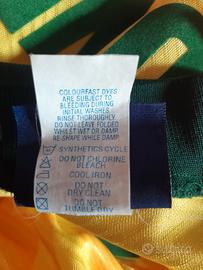 COLOURFAST DYES
ARE SUBJECT TO
BLEEDING DURING
INITIAL WASHES
RINSE THOROUGHLY.
DO NOT LEAVE FOLDED
WHILST WET OR DAMP.
RE-SHAPE WHILE DAMP.
SYNTHETICS CYCLE
DO NOT CHLORINE
BLEACH
COOL IRON
DO NOT
DRY CLEAN
DO NOT
TUMBLE DRY